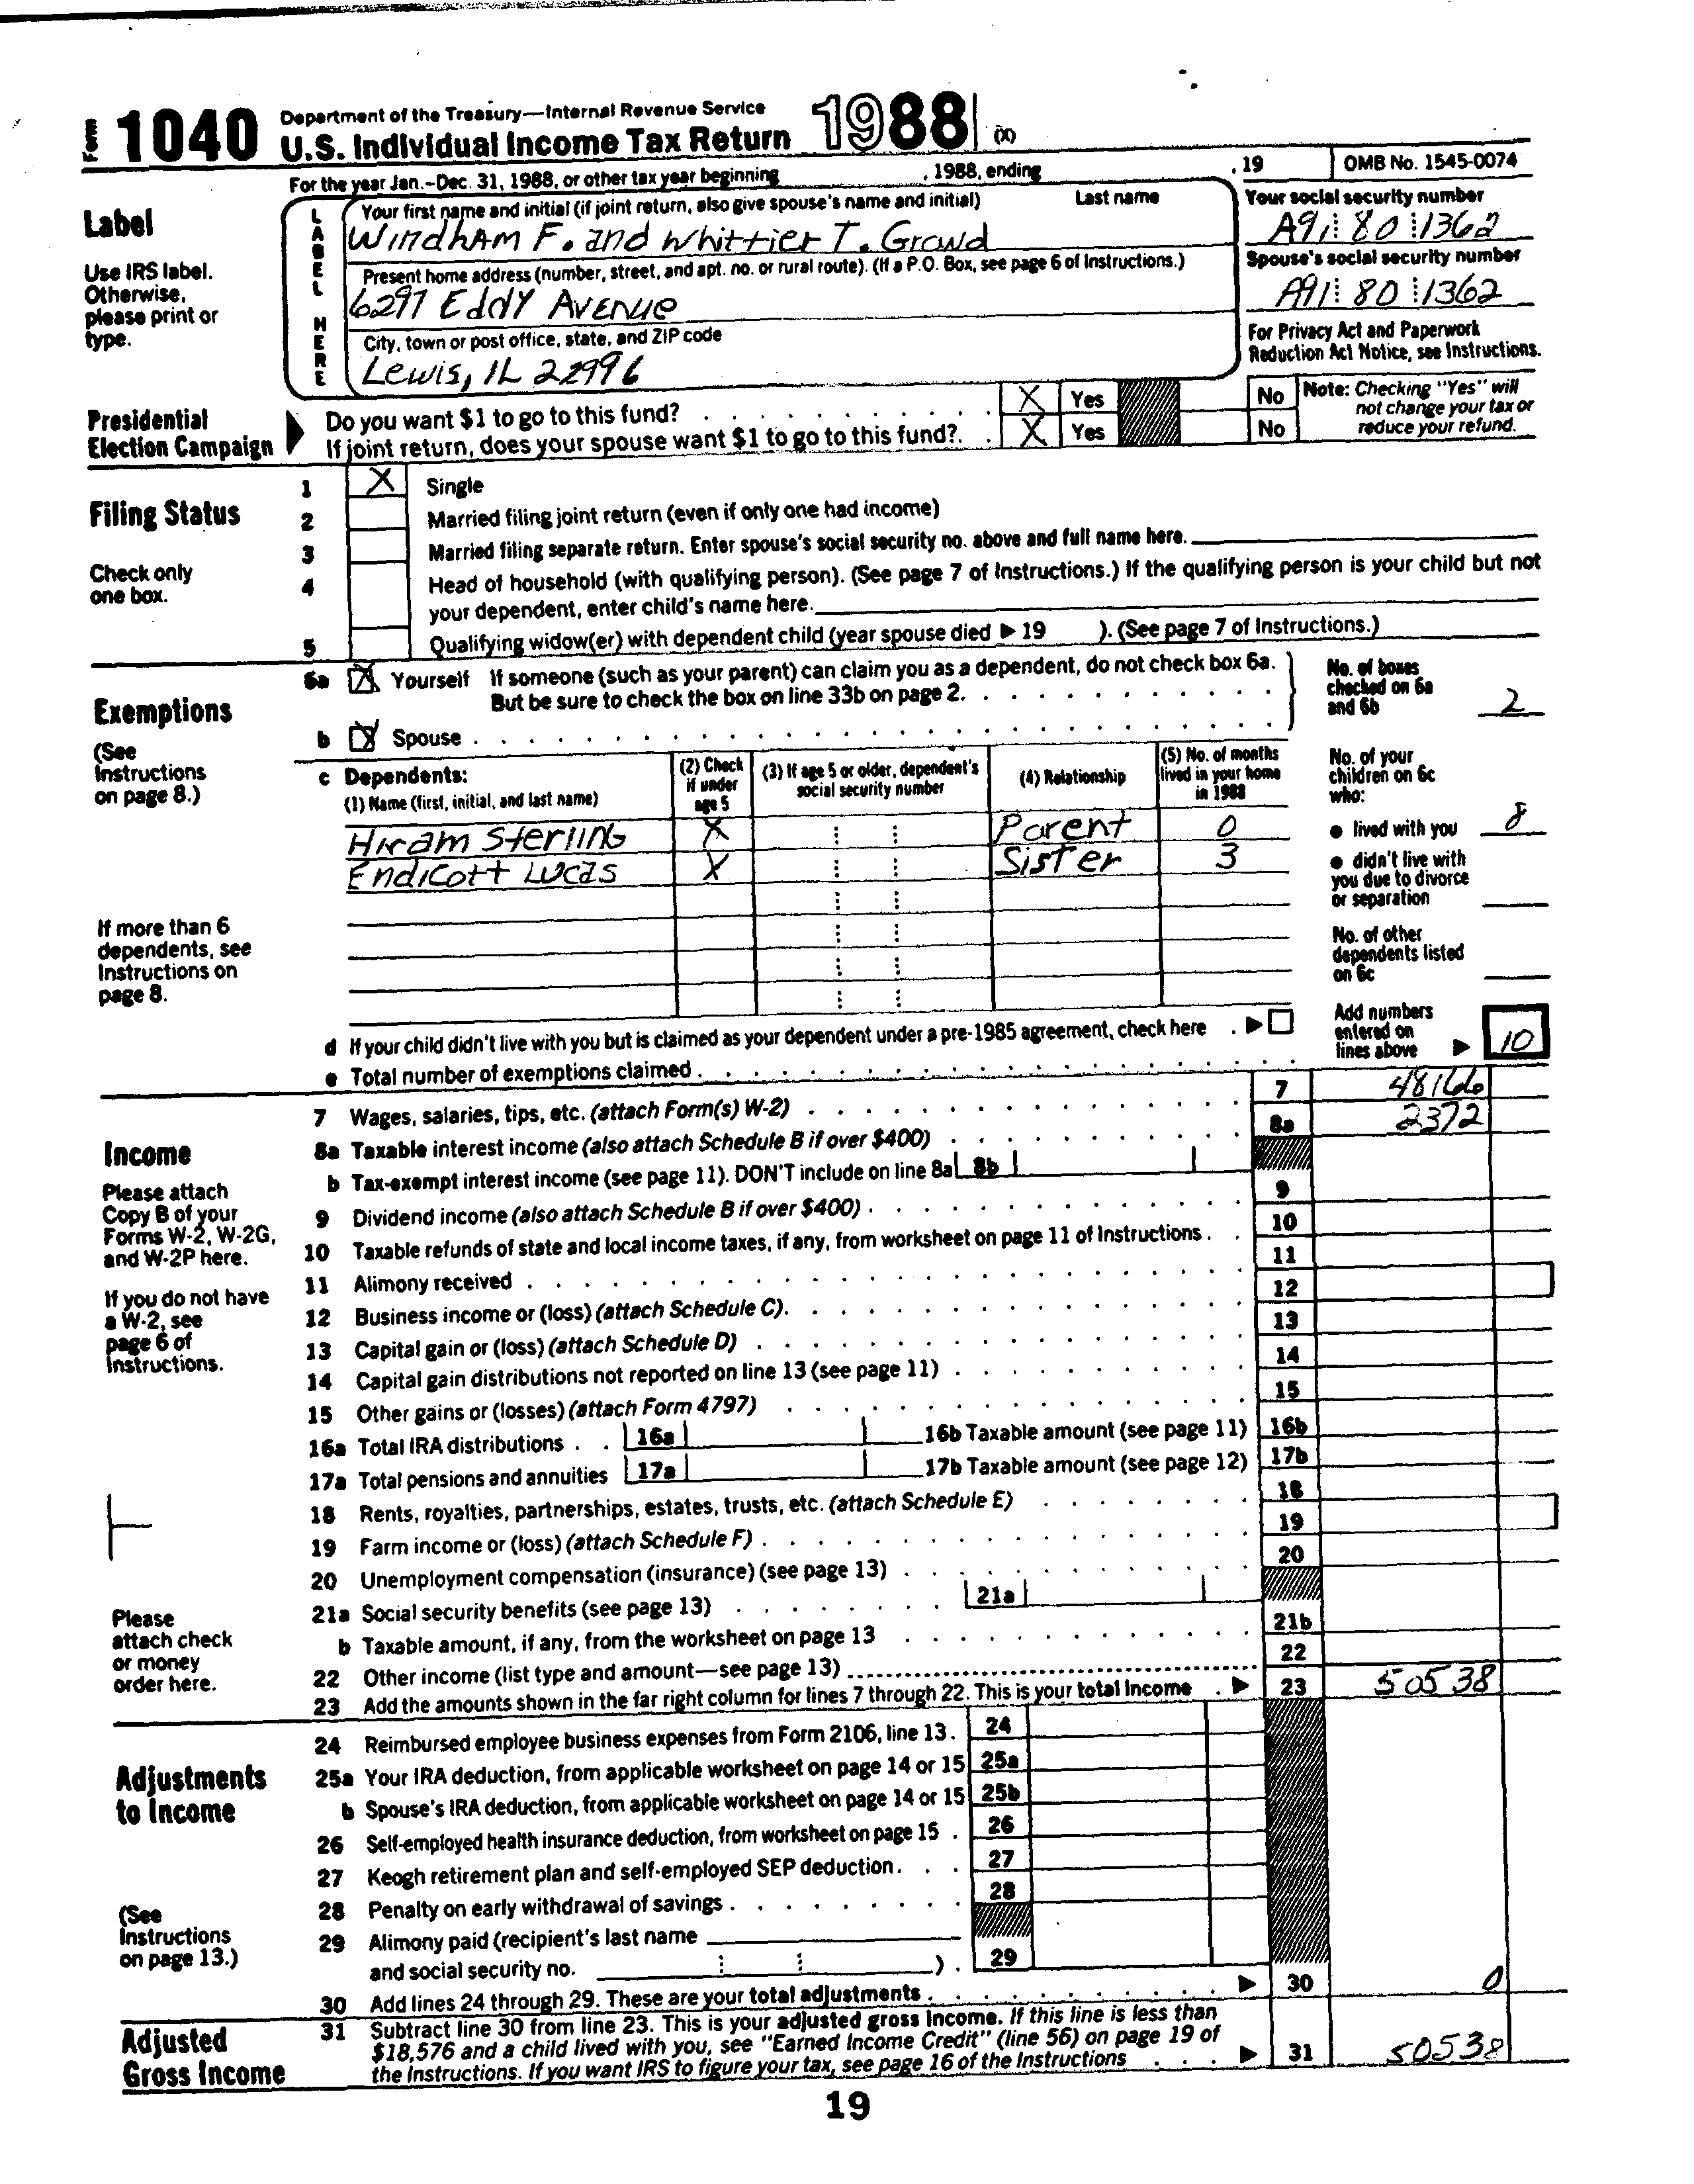 Form 1040 Department of the Treasury—Internal Revenue Service
U.S. Individual Income Tax Return 1988 (X)
For the year Jan.-Dec. 31, 1988, or other tax year beginning , 1988, ending , 19 OMB No. 1545-0074
Label
Use IRS label.
Otherwise,
please print or
type.
LABEL HERE
Your first name and initial (if joint return, also give spouse's name and initial) Last name
Windham F. and Whittier T. Grand
Present home address (number, street, and apt. no. or rural route). (If a P.O. Box, see page 6 of Instructions.)
6297 Eddy Avenue
City, town or post office, state, and ZIP code
Lewis, IL 22996
Your social security number
A91 80 1362
Spouse's social security number
A91 80 1362
For Privacy Act and Paperwork
Reduction Act Notice, see Instructions.
Presidential
Election Campaign
Do you want $1 to go to this fund? X Yes No
If joint return, does your spouse want $1 to go to this fund? X Yes No
Note: Checking "Yes" will
not change your tax or
reduce your refund.
Filing Status
Check only
one box.
1 X Single
2 Married filing joint return (even if only one had income)
3 Married filing separate return. Enter spouse's social security no. above and full name here.
4 Head of household (with qualifying person). (See page 7 of Instructions.) If the qualifying person is your child but not
your dependent, enter child's name here.
5 Qualifying widow(er) with dependent child (year spouse died ▶ 19 ). (See page 7 of Instructions.)
Exemptions
(See
Instructions
on page 8.)
If more than 6
dependents, see
Instructions on
page 8.
6a X Yourself If someone (such as your parent) can claim you as a dependent, do not check box 6a.
But be sure to check the box on line 33b on page 2.
b X Spouse
No. of boxes
checked on 6a
and 6b 2
c Dependents:
(1) Name (first, initial, and last name)
(2) Check
if under
age 5
(3) If age 5 or older, dependent's
social security number
(4) Relationship
(5) No. of months
lived in your home
in 1988
Hiram Sterling X Parent 0
Endicott Lucas X Sister 3
No. of your
children on 6c
who:
● lived with you 8
● didn't live with
you due to divorce
or separation
No. of other
dependents listed
on 6c
d If your child didn't live with you but is claimed as your dependent under a pre-1985 agreement, check here ▶
e Total number of exemptions claimed
Add numbers
entered on
lines above ▶ 10
Income
Please attach
Copy B of your
Forms W-2, W-2G,
and W-2P here.
If you do not have
a W-2, see
page 6 of
Instructions.
Please
attach check
or money
order here.
7 Wages, salaries, tips, etc. (attach Form(s) W-2) 7 48166
8a Taxable interest income (also attach Schedule B if over $400) 8a 2372
b Tax-exempt interest income (see page 11). DON'T include on line 8a 8b
9 Dividend income (also attach Schedule B if over $400) 9
10 Taxable refunds of state and local income taxes, if any, from worksheet on page 11 of Instructions 10
11 Alimony received 11
12 Business income or (loss) (attach Schedule C) 12
13 Capital gain or (loss) (attach Schedule D) 13
14 Capital gain distributions not reported on line 13 (see page 11) 14
15 Other gains or (losses) (attach Form 4797) 15
16a Total IRA distributions 16a 16b Taxable amount (see page 11) 16b
17a Total pensions and annuities 17a 17b Taxable amount (see page 12) 17b
18 Rents, royalties, partnerships, estates, trusts, etc. (attach Schedule E) 18
19 Farm income or (loss) (attach Schedule F) 19
20 Unemployment compensation (insurance) (see page 13) 20
21a Social security benefits (see page 13) 21a
b Taxable amount, if any, from the worksheet on page 13 21b
22 Other income (list type and amount—see page 13) 22
23 Add the amounts shown in the far right column for lines 7 through 22. This is your total income ▶ 23 50538
Adjustments
to Income
(See
Instructions
on page 13.)
24 Reimbursed employee business expenses from Form 2106, line 13. 24
25a Your IRA deduction, from applicable worksheet on page 14 or 15 25a
b Spouse's IRA deduction, from applicable worksheet on page 14 or 15 25b
26 Self-employed health insurance deduction, from worksheet on page 15 26
27 Keogh retirement plan and self-employed SEP deduction 27
28 Penalty on early withdrawal of savings 28
29 Alimony paid (recipient's last name
and social security no. ) 29
30 Add lines 24 through 29. These are your total adjustments ▶ 30 0
Adjusted
Gross Income
31 Subtract line 30 from line 23. This is your adjusted gross income. If this line is less than
$18,576 and a child lived with you, see "Earned Income Credit" (line 56) on page 19 of
the Instructions. If you want IRS to figure your tax, see page 16 of the Instructions ▶ 31 50538
19